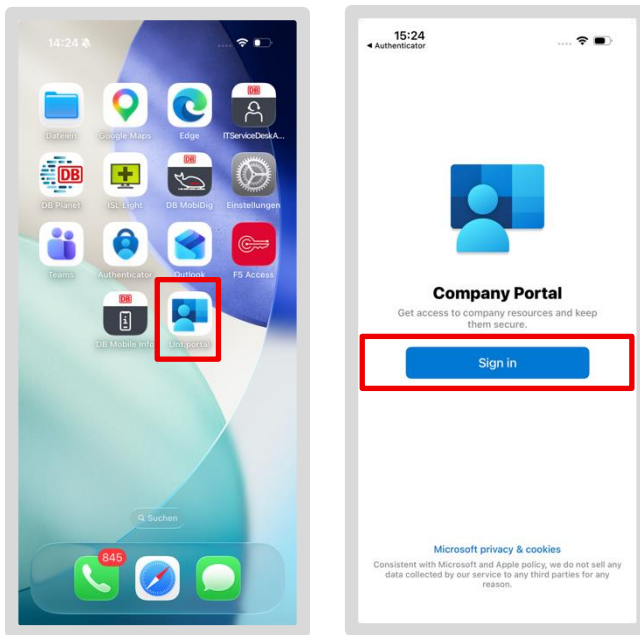 14:24
DB
Dateien
Google Maps
Edge
ITServiceDeskA...
DB
DB
DB Planet
ISL Light
DB MobiDig
Einstellungen
Teams
Authenticator
Outlook
F5 Access
DB
DB Mobile Info
Unt.portal
Suchen
845
15:24
◀ Authenticator
Company Portal
Get access to company resources and keep
them secure.
Sign in
Microsoft privacy & cookies
Consistent with Microsoft and Apple policy, we do not sell any
data collected by our service to any third parties for any
reason.